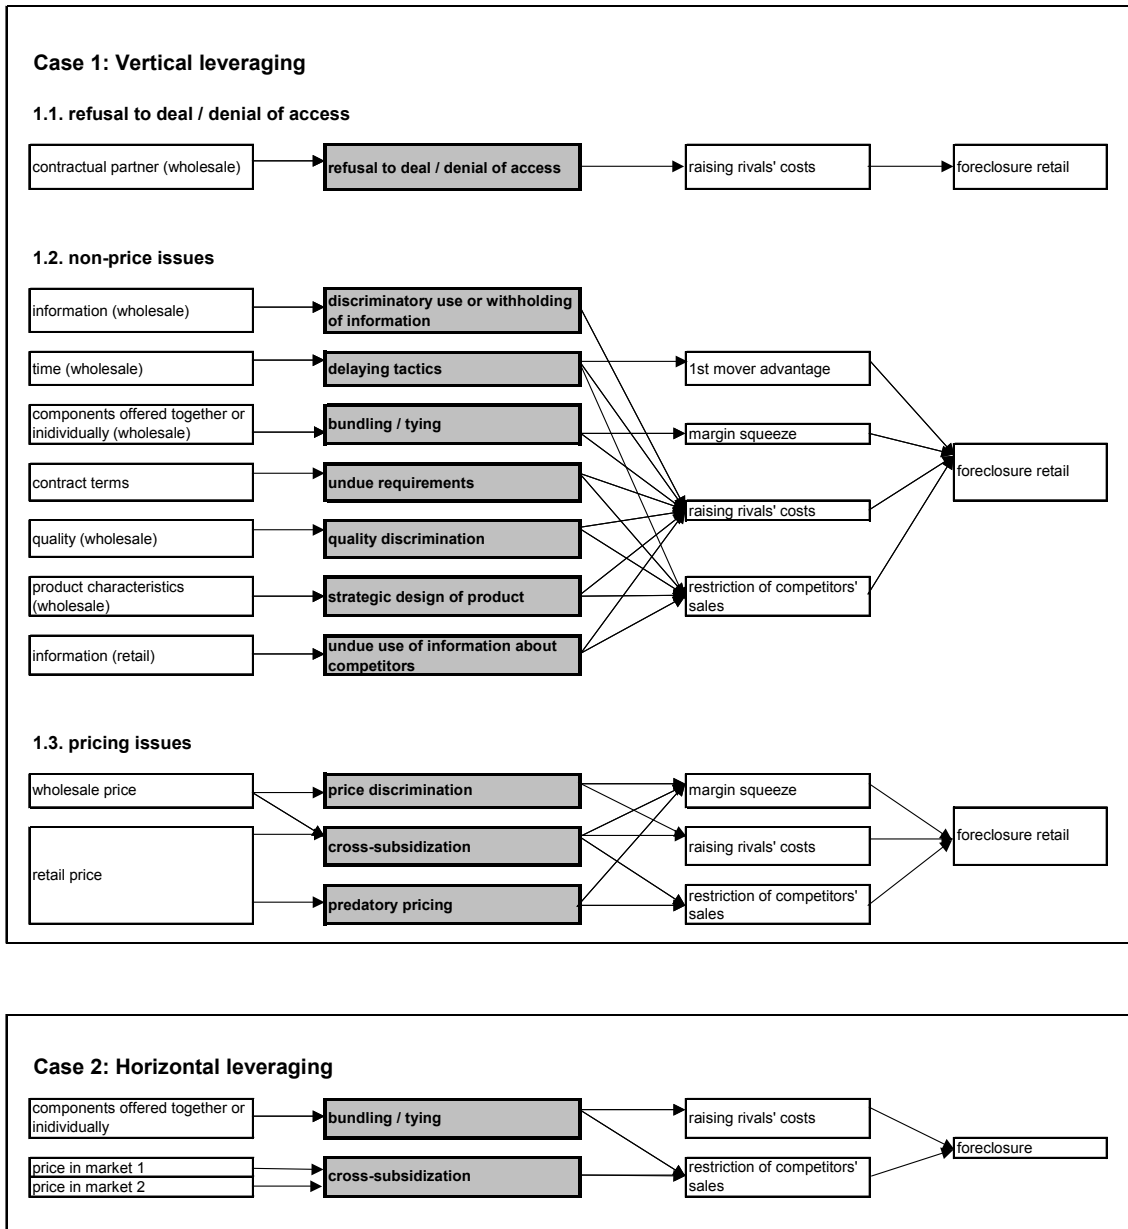 Case 1: Vertical leveraging
1.1. refusal to deal / denial of access
contractual partner (wholesale)
refusal to deal / denial of access
raising rivals' costs
foreclosure retail
1.2. non-price issues
information (wholesale)
discriminatory use or withholding
of information
time (wholesale)
delaying tactics
1st mover advantage
components offered together or
inidividually (wholesale)
bundling / tying
margin squeeze
foreclosure retail
contract terms
undue requirements
raising rivals' costs
quality (wholesale)
quality discrimination
product characteristics
(wholesale)
strategic design of product
restriction of competitors'
sales
information (retail)
undue use of information about
competitors
1.3. pricing issues
wholesale price
price discrimination
margin squeeze
retail price
cross-subsidization
raising rivals' costs
foreclosure retail
predatory pricing
restriction of competitors'
sales
Case 2: Horizontal leveraging
components offered together or
inidividually
bundling / tying
raising rivals' costs
foreclosure
price in market 1
price in market 2
cross-subsidization
restriction of competitors'
sales